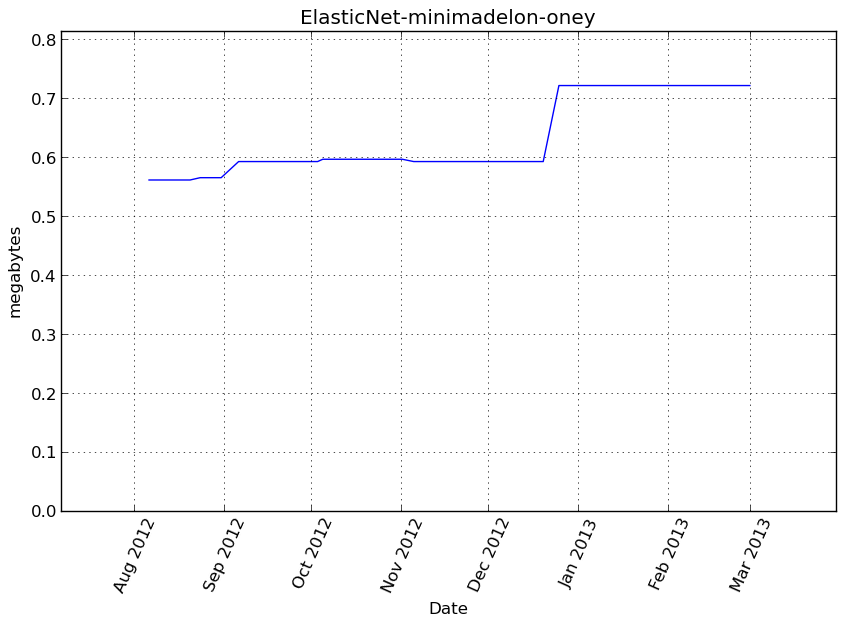 ElasticNet-minimadelon-oney
0.8
0.7
0.6
0.5
0.4
0.3
0.2
0.1
0.0
megabytes
Aug 2012
Sep 2012
Oct 2012
Nov 2012
Dec 2012
Jan 2013
Feb 2013
Mar 2013
Date